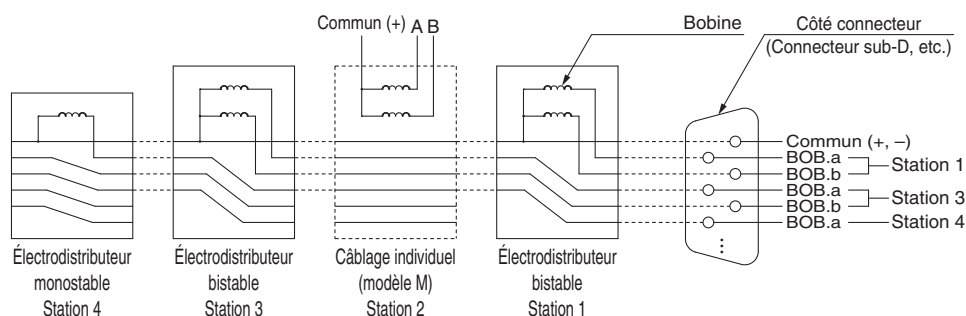 Commun (+) A B
Bobine
Côté connecteur
(Connecteur sub-D, etc.)
Commun (+, –)
BOB.a
BOB.b
Station 1
BOB.a
BOB.b
Station 3
BOB.a
Station 4
Électrodistributeur
monostable
Station 4
Électrodistributeur
bistable
Station 3
Câblage individuel
(modèle M)
Station 2
Électrodistributeur
bistable
Station 1